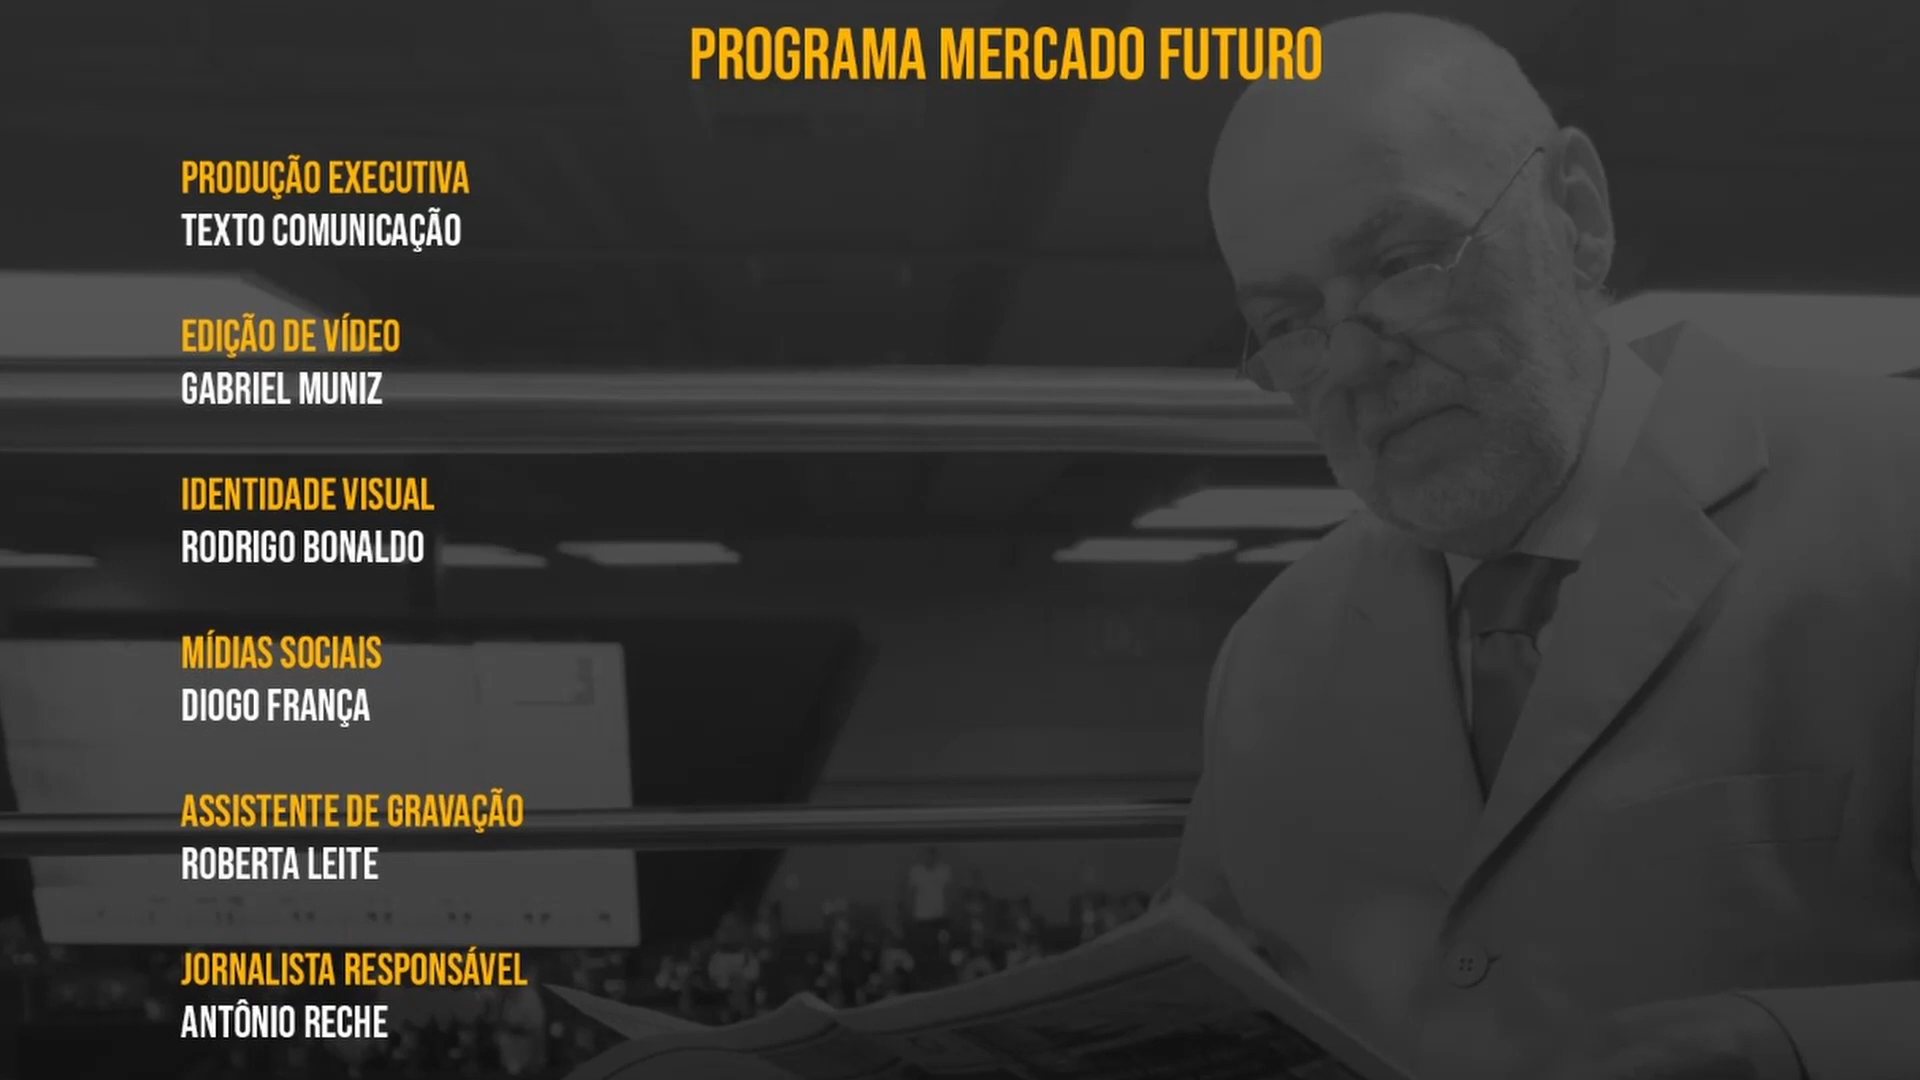 PROGRAMA MERCADO FUTURO
PRODUÇÃO EXECUTIVA
TEXTO COMUNICAÇÃO
EDIÇÃO DE VÍDEO
GABRIEL MUNIZ
IDENTIDADE VISUAL
RODRIGO BONALDO
MÍDIAS SOCIAIS
DIOGO FRANÇA
ASSISTENTE DE GRAVAÇÃO
ROBERTA LEITE
JORNALISTA RESPONSÁVEL
ANTÔNIO RECHE